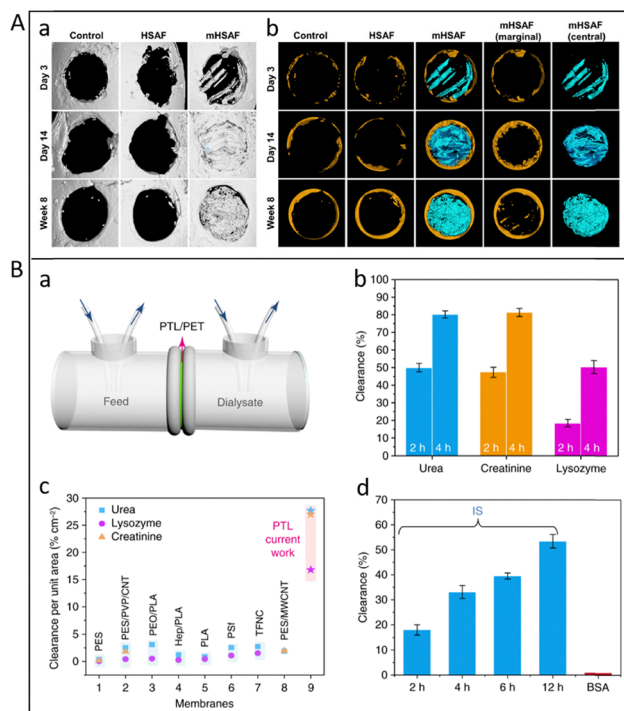 A
a
Control HSAF mHSAF
Day 3
Day 14
Week 8
b
Control HSAF mHSAF mHSAF (marginal) mHSAF (central)
Day 3
Day 14
Week 8
B
a
PTL/PET
Feed Dialysate
b
Clearance (%)
100
90
80
70
60
50
40
30
20
10
0
2 h 4 h 2 h 4 h 2 h 4 h
Urea Creatinine Lysozyme
c
Clearance per unit area (% cm⁻²)
30
25
20
15
10
5
0
Urea
Lysozyme
Creatinine
PTL
current
work
PES
PES/PVP/CNT
PEO/PLA
Hep/PLA
PLA
PSf
TFNC
PES/MWCNT
1 2 3 4 5 6 7 8 9
Membranes
d
Clearance (%)
70
60
50
40
30
20
10
0
IS
2 h 4 h 6 h 12 h BSA